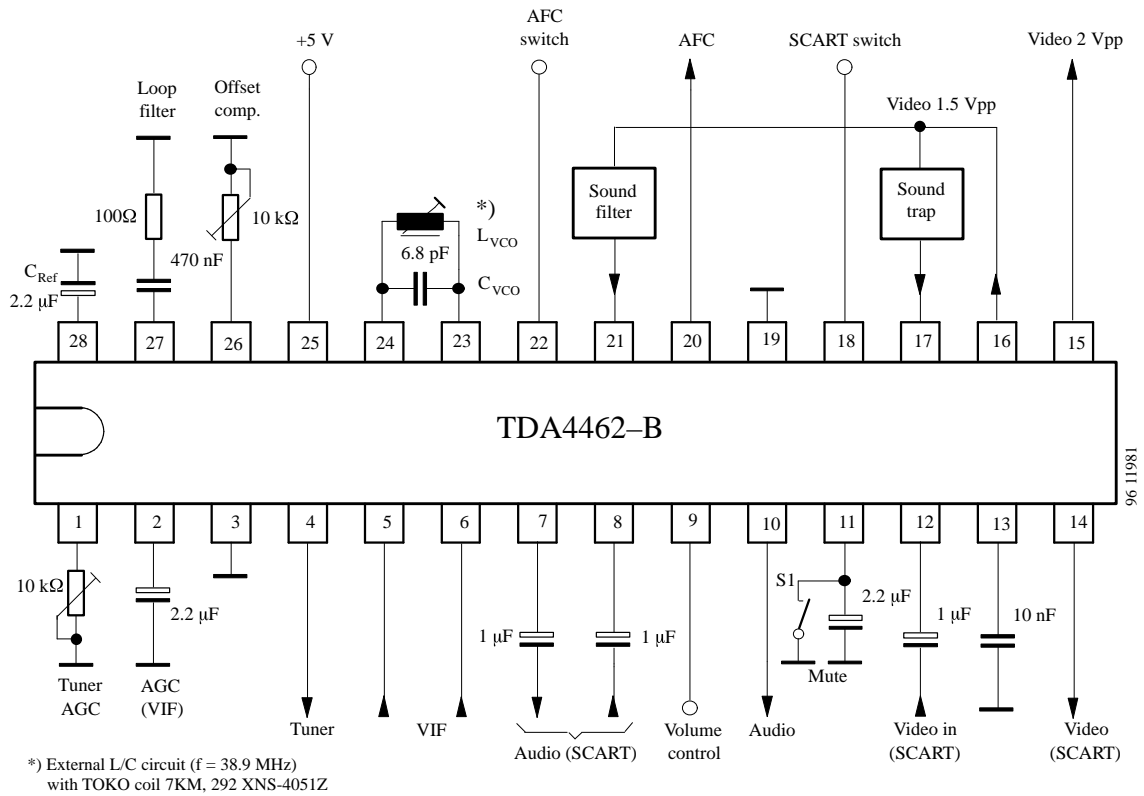 +5 V
AFC
switch
AFC
SCART switch
Video 2 Vpp
Loop
filter
Offset
comp.
Video 1.5 Vpp
Sound
filter
Sound
trap
100Ω
10 kΩ
*)
L_VCO
470 nF
6.8 pF
C_Ref
2.2 μF
C_VCO
28
27
26
25
24
23
22
21
20
19
18
17
16
15
TDA4462–B
96 11981
1
2
3
4
5
6
7
8
9
10
11
12
13
14
10 kΩ
2.2 μF
1 μF
1 μF
S1
2.2 μF
1 μF
10 nF
Mute
Tuner
AGC
AGC
(VIF)
Tuner
VIF
Audio (SCART)
Volume
control
Audio
Video in
(SCART)
Video
(SCART)
*) External L/C circuit (f = 38.9 MHz)
with TOKO coil 7KM, 292 XNS-4051Z